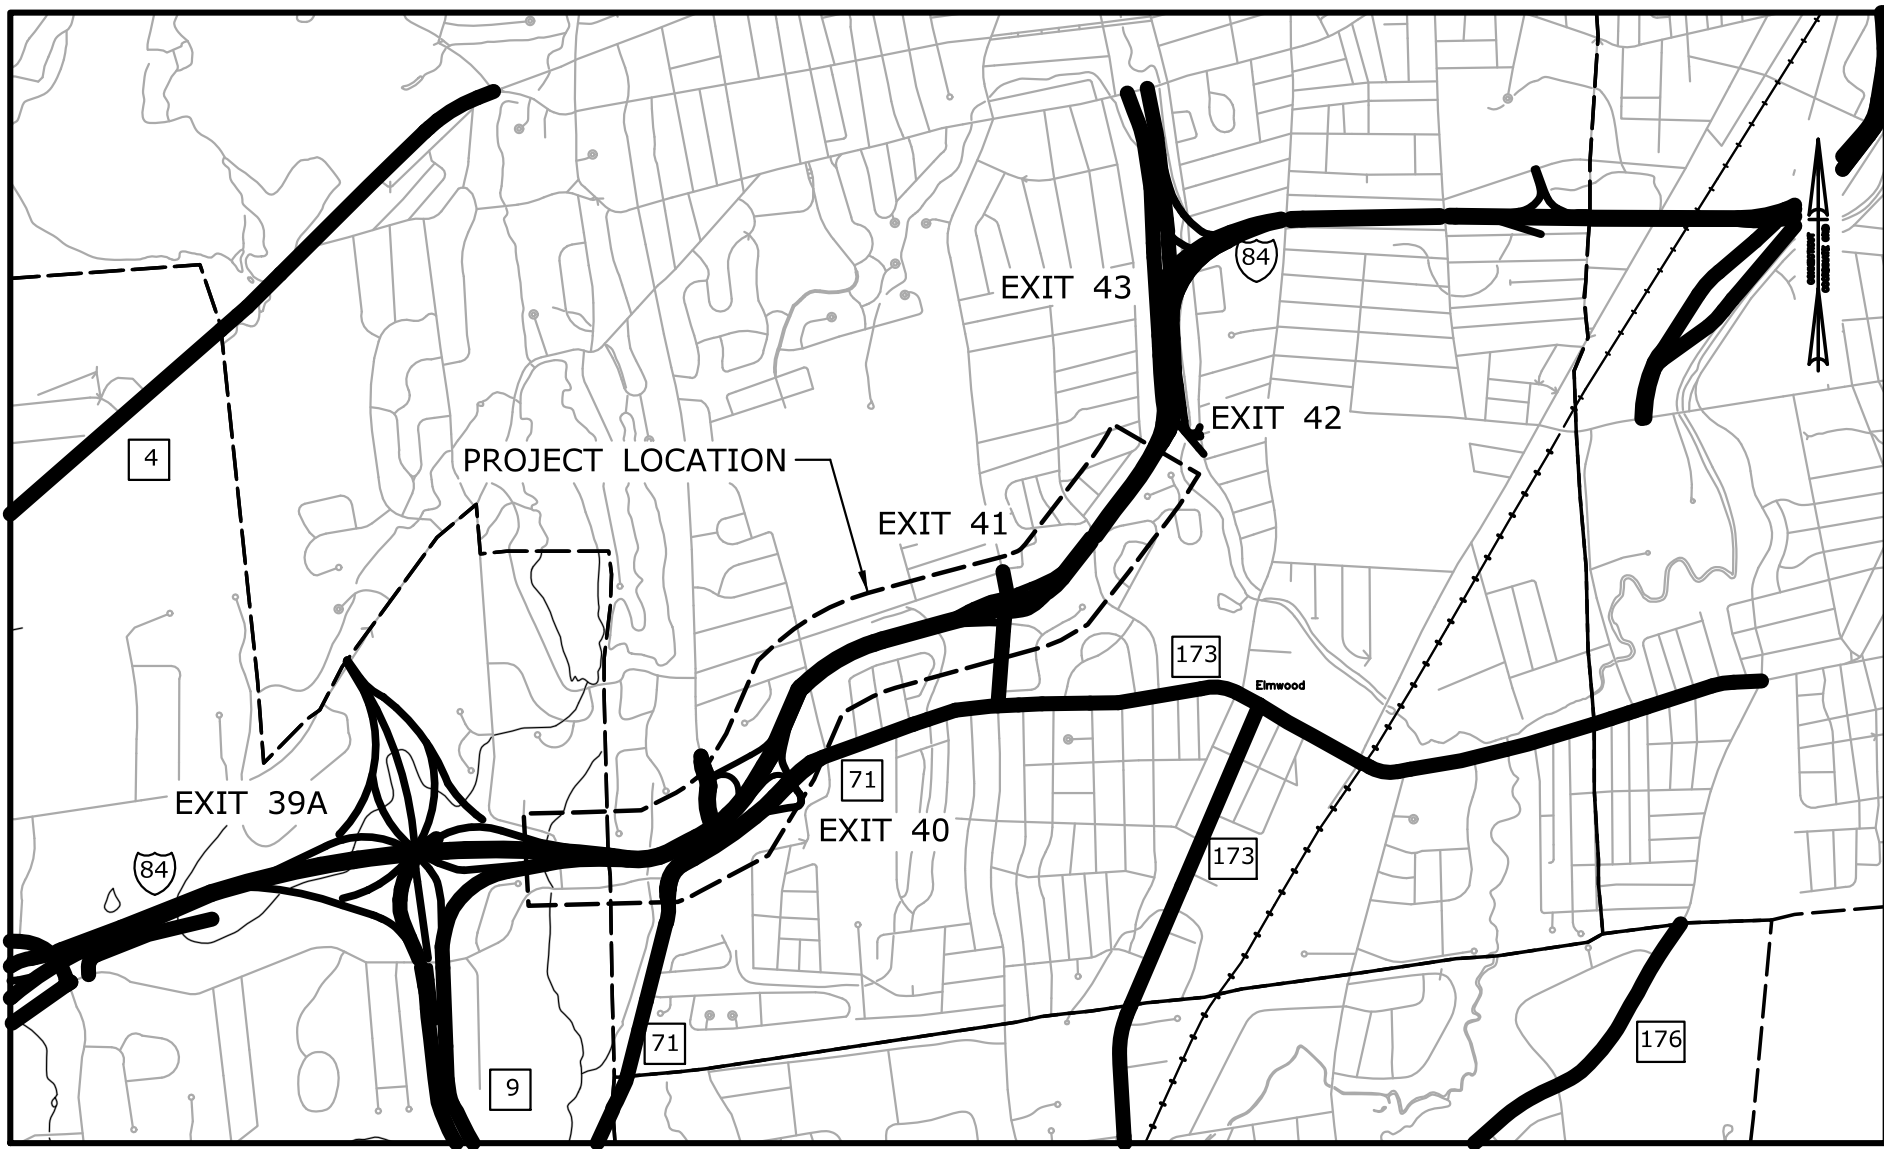 EXIT 43
84
EXIT 42
4
PROJECT LOCATION
EXIT 41
173
Elmwood
71
EXIT 39A
EXIT 40
84
173
71
176
9